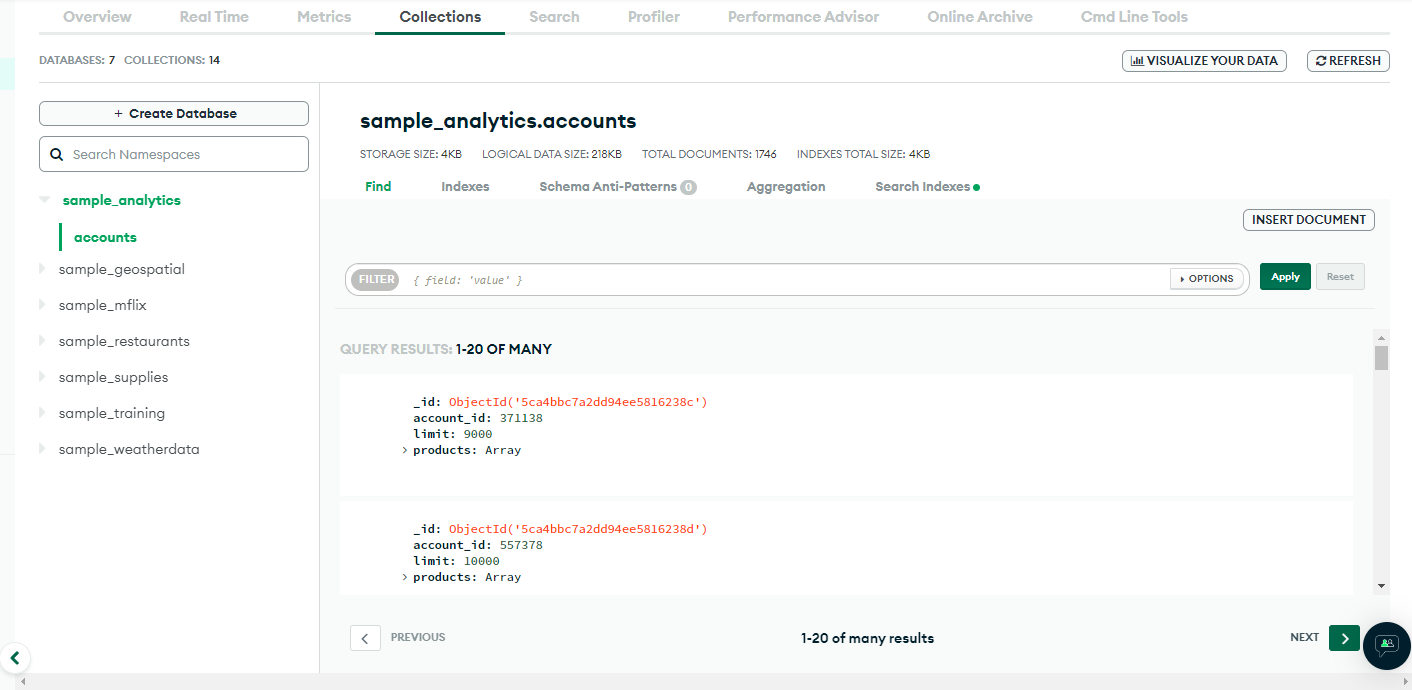 Overview Real Time Metrics Collections Search Profiler Performance Advisor Online Archive Cmd Line Tools
DATABASES: 7 COLLECTIONS: 14
VISUALIZE YOUR DATA
REFRESH
+ Create Database
Search Namespaces
sample_analytics
accounts
sample_geospatial
sample_mflix
sample_restaurants
sample_supplies
sample_training
sample_weatherdata
sample_analytics.accounts
STORAGE SIZE: 4KB LOGICAL DATA SIZE: 218KB TOTAL DOCUMENTS: 1746 INDEXES TOTAL SIZE: 4KB
Find Indexes Schema Anti-Patterns 0 Aggregation Search Indexes
INSERT DOCUMENT
FILTER { field: 'value' } OPTIONS Apply Reset
QUERY RESULTS: 1-20 OF MANY
_id: ObjectId('5ca4bbc7a2dd94ee5816238c')
account_id: 371138
limit: 9000
products: Array
_id: ObjectId('5ca4bbc7a2dd94ee5816238d')
account_id: 557378
limit: 10000
products: Array
PREVIOUS 1-20 of many results NEXT